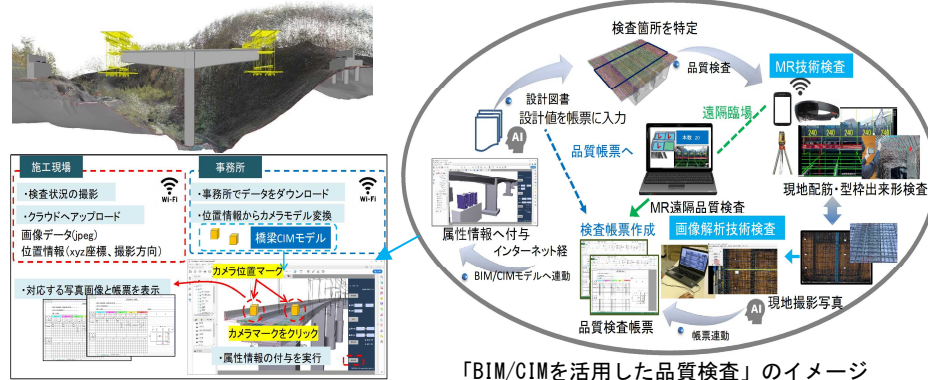 施工現場
Wi-Fi
・検査状況の撮影
・クラウドへアップロード
画像データ(jpeg)
位置情報(xyz座標、撮影方向)
事務所
Wi-Fi
・事務所でデータをダウンロード
・位置情報からカメラモデル変換
橋梁CIMモデル
カメラ位置マーク
・対応する写真画像と帳票を表示
カメラマークをクリック
・属性情報の付与を実行
検査箇所を特定
品質検査
MR技術検査
設計図書
設計値を帳票に入力
AI
遠隔臨場
品質帳票へ
本数 20
240 240 240 240
現地配筋・型枠出来形検査
MR遠隔品質検査
属性情報へ付与
インターネット経
BIM/CIMモデルへ連動
検査帳票作成
画像解析技術検査
現地撮影写真
AI
品質検査帳票
帳票連動
「BIM/CIMを活用した品質検査」のイメージ